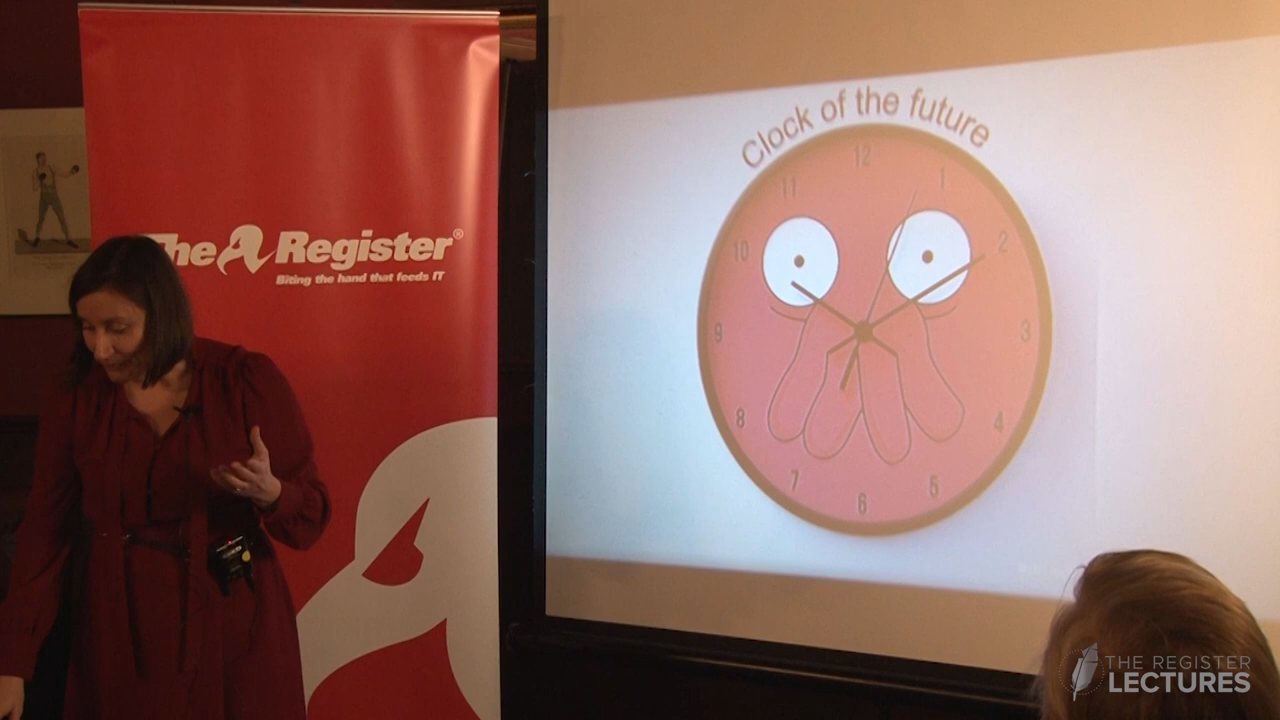 The Register®
Biting the hand that feeds IT
Clock of the future
12
1
2
3
4
5
6
7
8
9
10
11
THE REGISTER
LECTURES